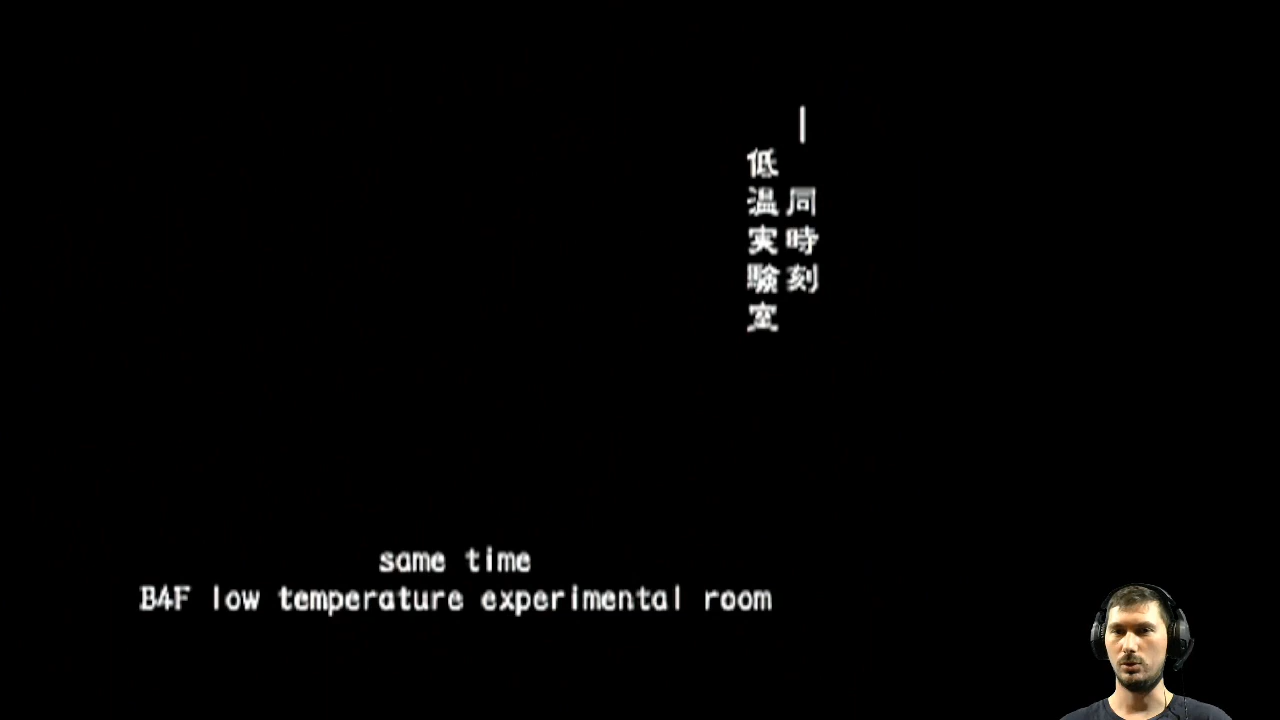 ―同時刻
低温実験室
same time
B4F low temperature experimental room